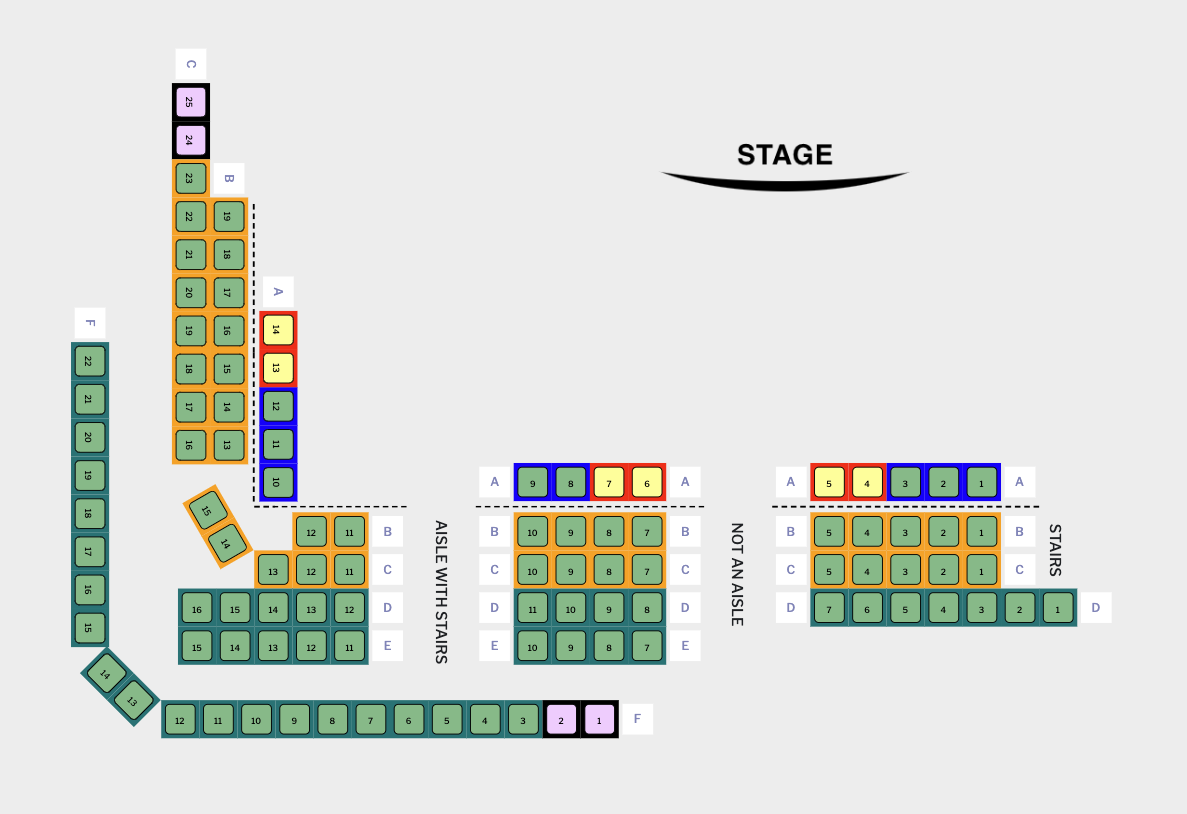 C
25
24
STAGE
23 B
22 19
21 18
20 17
A
F
19 16
14
22
18 15
13
21
17 14
12
20
16 13
11
19
A 9 8 7 6 A
A 5 4 3 2 1 A
10
18
15
14
12 11 B
B 10 9 8 7 B
B 5 4 3 2 1 B
17
13 12 11 C
C 10 9 8 7 C
C 5 4 3 2 1 C
AISLE WITH STAIRS
NOT AN AISLE
STAIRS
16
16 15 14 13 12 D
D 11 10 9 8 D
D 7 6 5 4 3 2 1 D
15
15 14 13 12 11 E
E 10 9 8 7 E
14
13
12 11 10 9 8 7 6 5 4 3 2 1 F